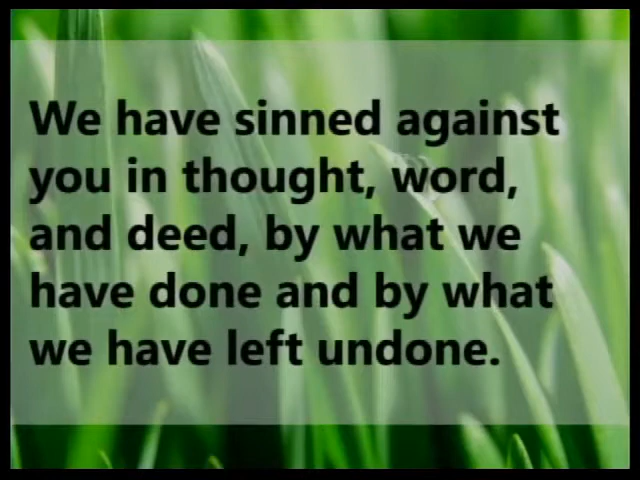 We have sinned against
you in thought, word,
and deed, by what we
have done and by what
we have left undone.